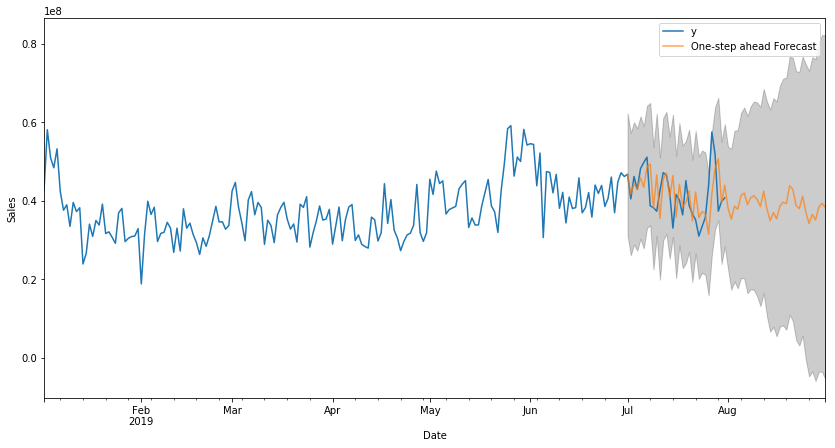 1e8
y
One-step ahead Forecast
0.8
0.6
0.4
0.2
0.0
Sales
Feb
2019
Mar
Apr
May
Jun
Jul
Aug
Date